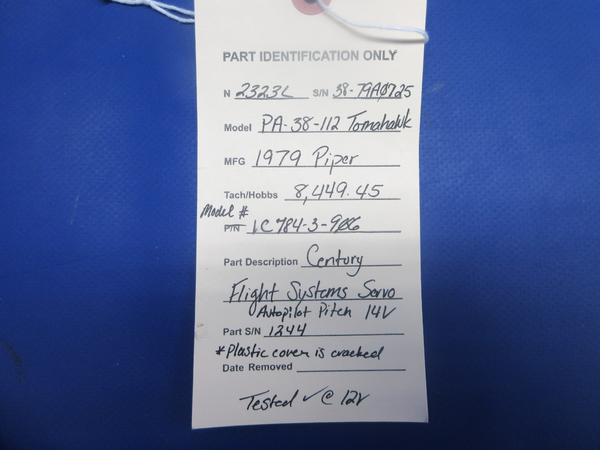 PART IDENTIFICATION ONLY
N 2323L S/N 38-79A0725
Model PA-38-112 Tomahawk
MFG 1979 Piper
Tach/Hobbs 8,449.45
Model #
P/N 1C784-3-906
Part Description Century
Flight Systems Servo
Autopilot Pitch 14V
Part S/N 1244
*Plastic cover is cracked
Date Removed
Tested ✓ @ 12V